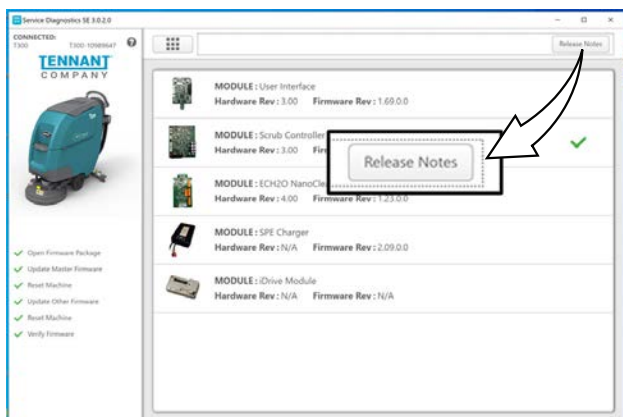 Service Diagnostics SE 3.0.2.0
CONNECTED:
T300 T300-10989647
Release Notes
TENNANT
COMPANY
MODULE : User Interface
Hardware Rev : 3.00 Firmware Rev : 1.69.0.0
MODULE : Scrub Controller
Hardware Rev : 3.00
Release Notes
MODULE : ECH2O
Hardware Rev : 4.00 Firmware Rev : 1.23.0.0
MODULE : SPE Charger
Hardware Rev : N/A Firmware Rev : 2.09.0.0
MODULE : iDrive Module
Hardware Rev : N/A Firmware Rev : N/A
Open Firmware Package
Update Master Firmware
Reset Machine
Update Other Firmware
Reset Machine
Verify Firmware